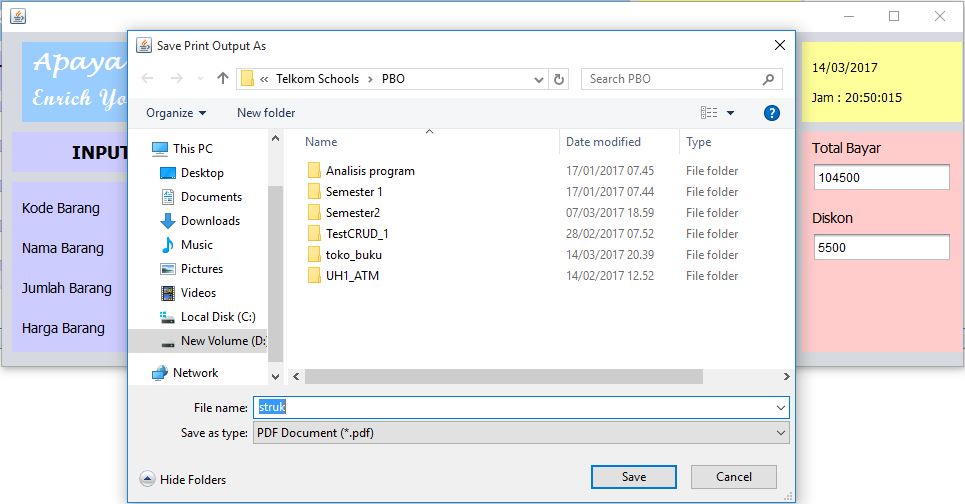 Save Print Output As
Apaya
Enrich Yo
14/03/2017
Jam : 20:50:015
« Telkom Schools > PBO
Search PBO
Organize
New folder
INPUT
Kode Barang
Nama Barang
Jumlah Barang
Harga Barang
This PC
Desktop
Documents
Downloads
Music
Pictures
Videos
Local Disk (C:)
New Volume (D:
Network
Name Date modified Type
Analisis program 17/01/2017 07.45 File folder
Semester 1 17/01/2017 07.44 File folder
Semester2 07/03/2017 18.59 File folder
TestCRUD_1 28/02/2017 07.52 File folder
toko_buku 14/03/2017 20.39 File folder
UH1_ATM 14/02/2017 12.52 File folder
Total Bayar
104500
Diskon
5500
File name: struk
Save as type: PDF Document (*.pdf)
Hide Folders
Save
Cancel